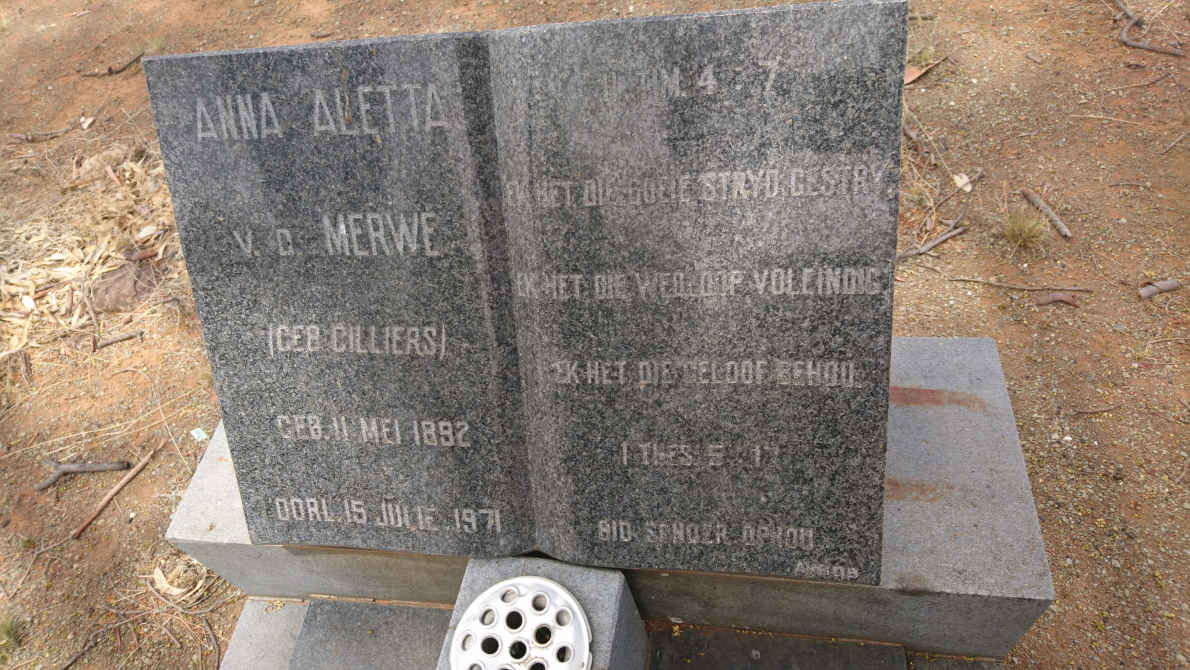 ANNA ALETTA
V. D. MERWE
(GEB CILLIERS)
GEB. 11 MEI 1892
OORL. 15 JULIE. 1971
II TIM. 4 - 7
EK HET DIE GOEIE STRYD GESTRY
EK HET DIE WEDLOOP VOLEINDIG
EK HET DIE GELOOF BEHOU.
I THES 5 17
BID SONDER OPHOU